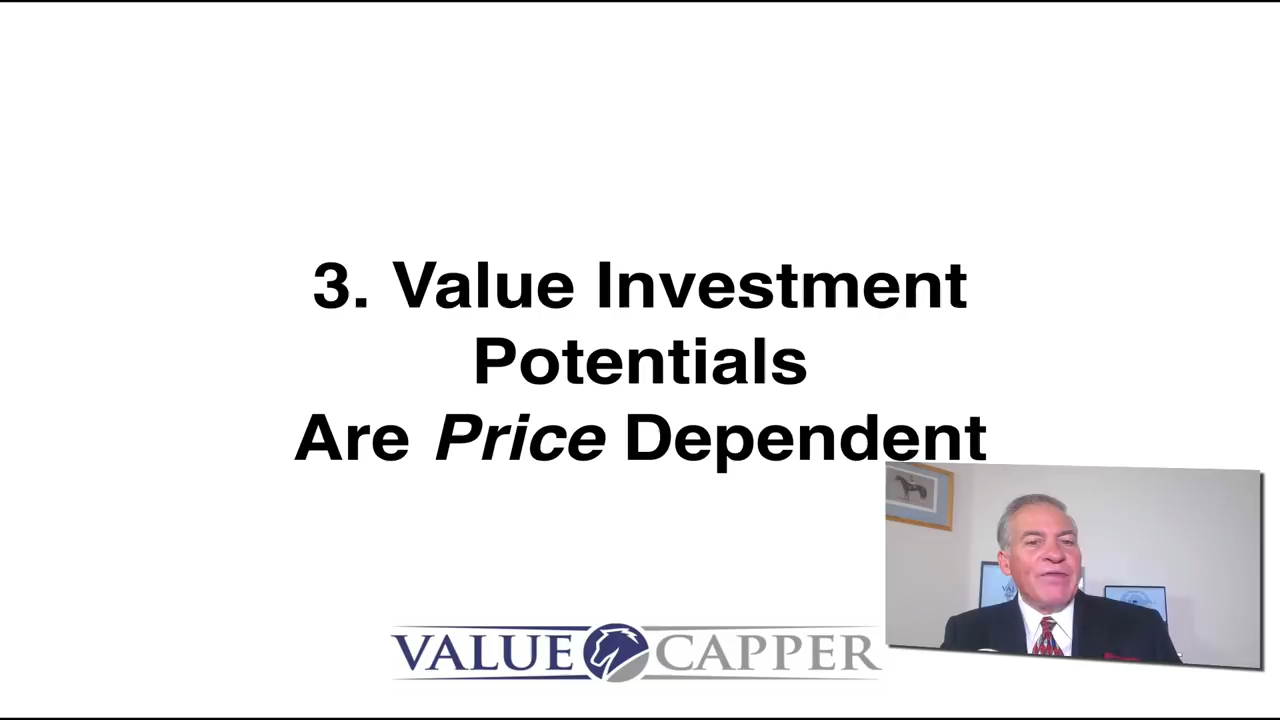 3. Value Investment
Potentials
Are Price Dependent
VALUE CAPPER